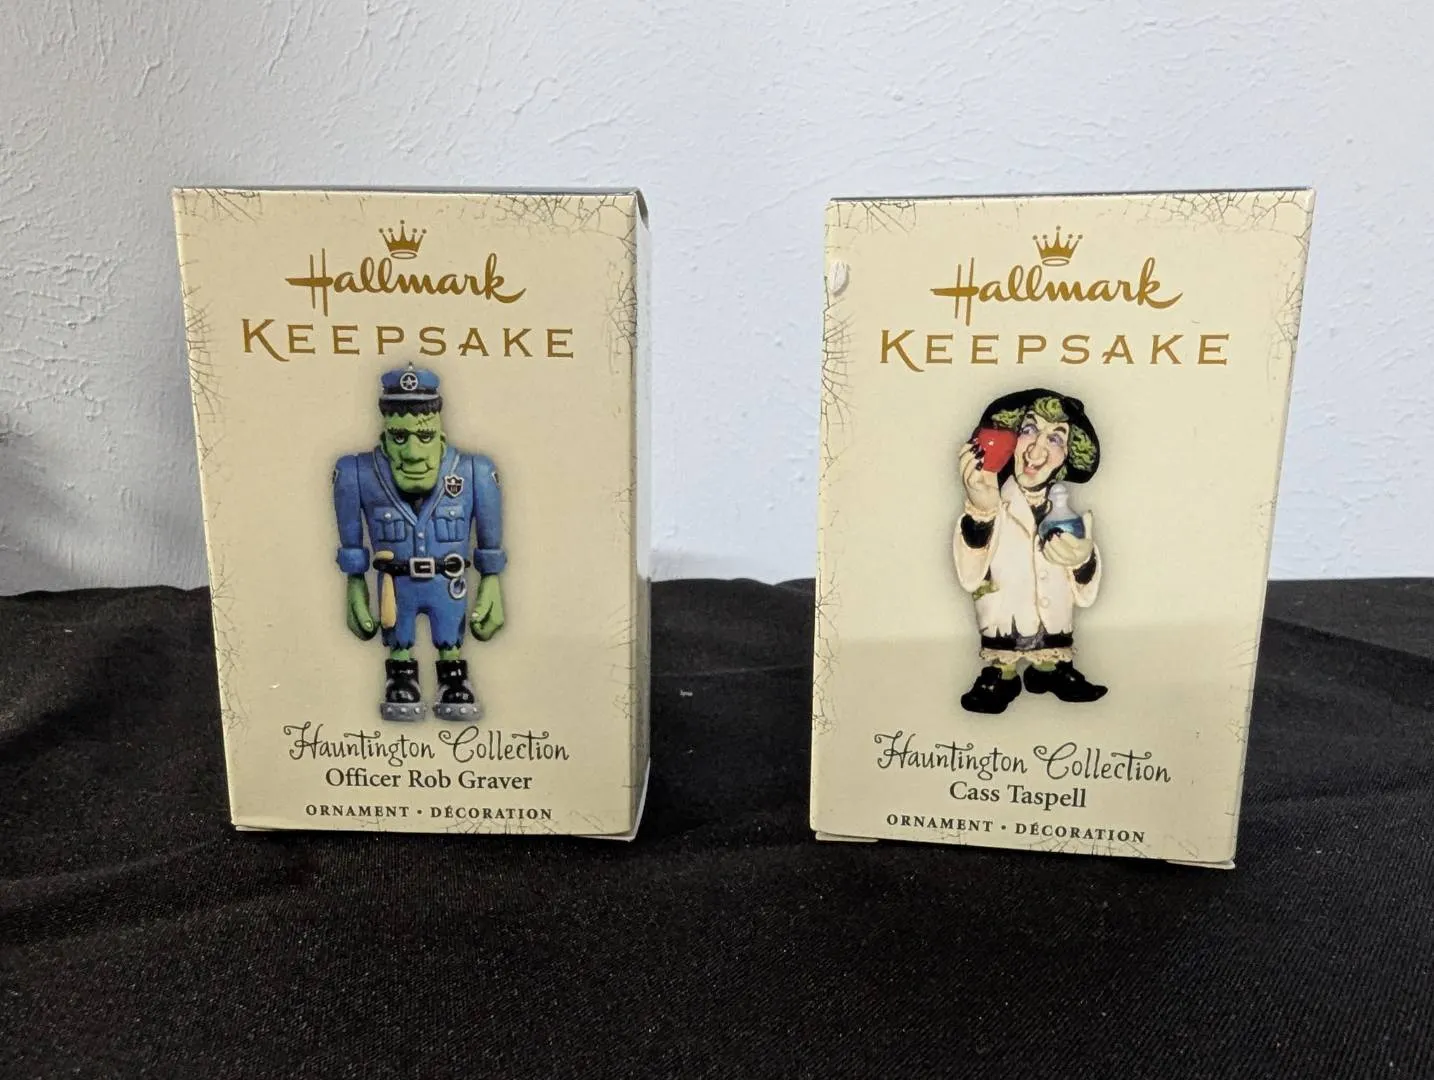 Hallmark
KEEPSAKE
Hauntington Collection
Officer Rob Graver
ORNAMENT • DÉCORATION
Hallmark
KEEPSAKE
Hauntington Collection
Cass Taspell
ORNAMENT • DÉCORATION